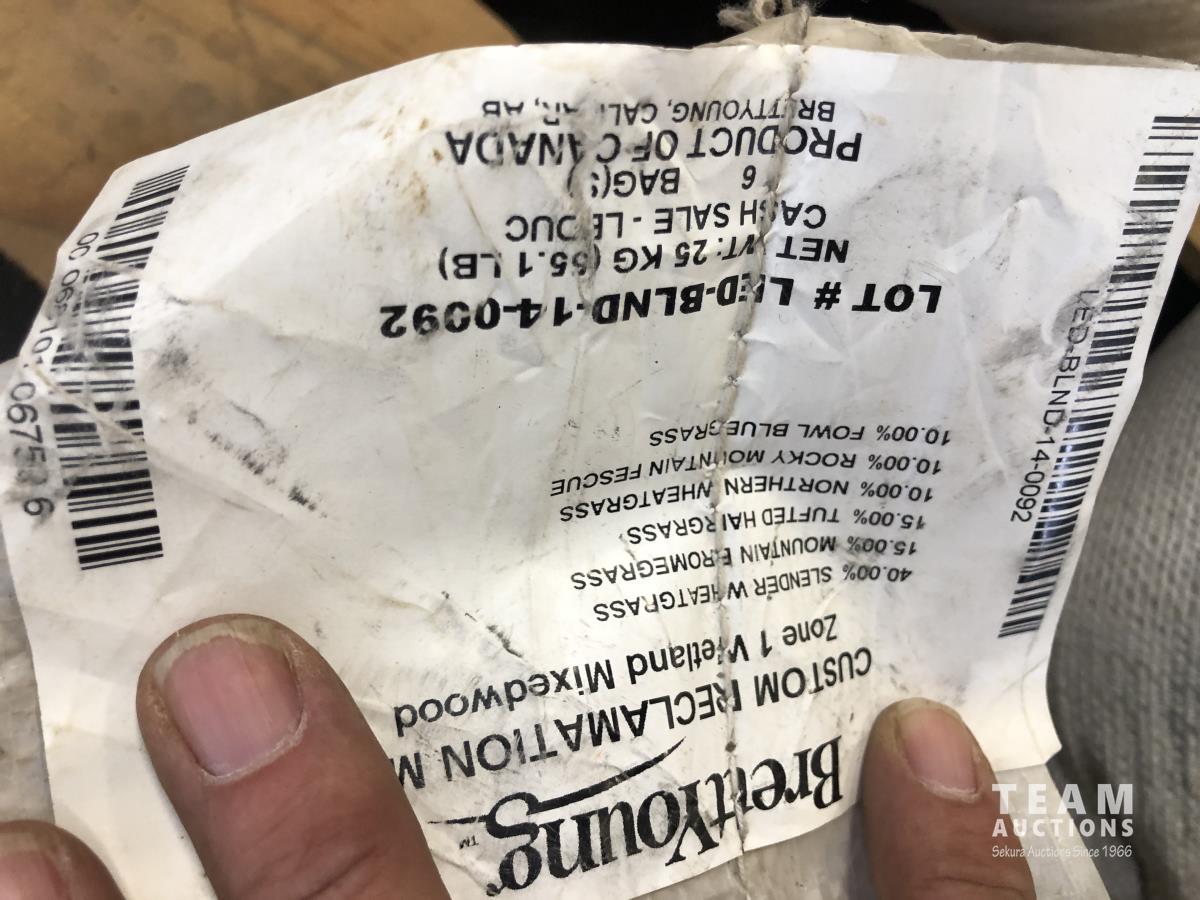 BrettYoung™
CUSTOM RECLAMATION M
Zone 1 Wetland Mixedwood
40.00% SLENDER WHEATGRASS
15.00% MOUNTAIN BROMEGRASS
15.00% TUFTED HAIRGRASS
10.00% NORTHERN WHEATGRASS
10.00% ROCKY MOUNTAIN FESCUE
10.00% FOWL BLUEGRASS
LOT # LED-BLND-14-0092
NET WT: 25 KG (55.1 LB)
CASH SALE - LEDUC
6 BAG(S)
PRODUCT OF CANADA
BRETTYOUNG, CALMAR, AB
LED-BLND-14-0092
TEAM
AUCTIONS
Sekura Auctions Since 1966